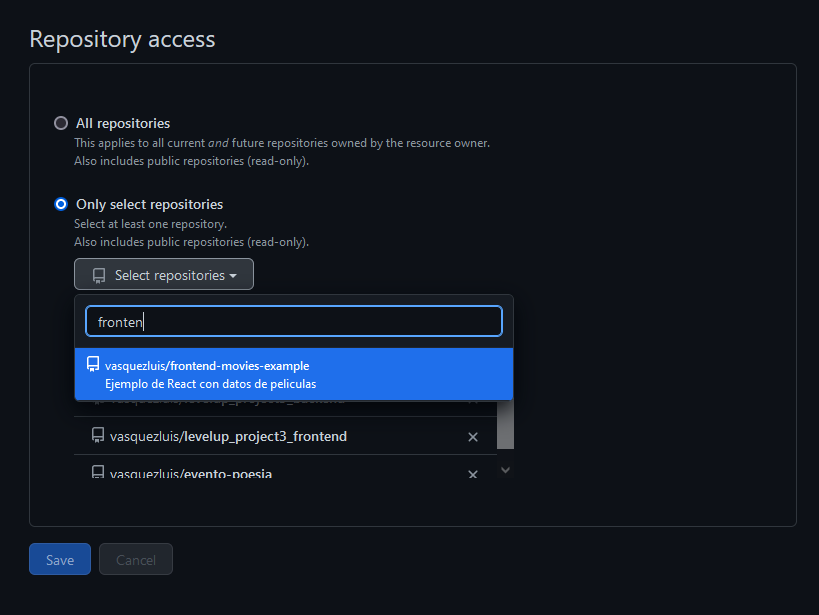 Repository access
All repositories
This applies to all current and future repositories owned by the resource owner.
Also includes public repositories (read-only).
Only select repositories
Select at least one repository.
Also includes public repositories (read-only).
Select repositories
fronten
vasquezluis/frontend-movies-example
Ejemplo de React con datos de peliculas
vasquezluis/levelup_project3_frontend
vasquezluis/evento-poesia
Save
Cancel